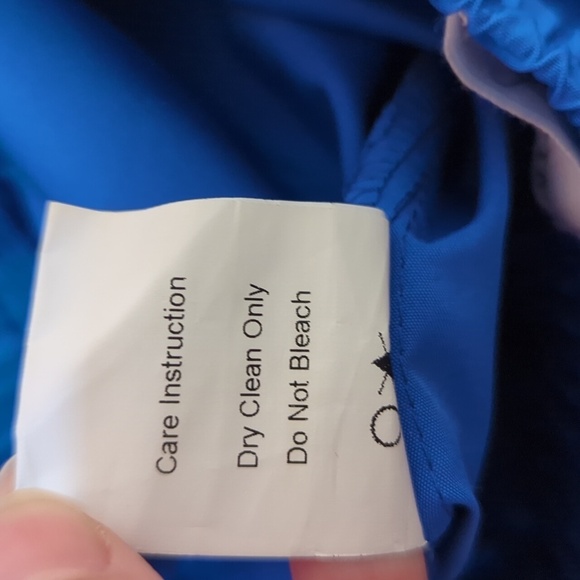 Care Instruction
Dry Clean Only
Do Not Bleach